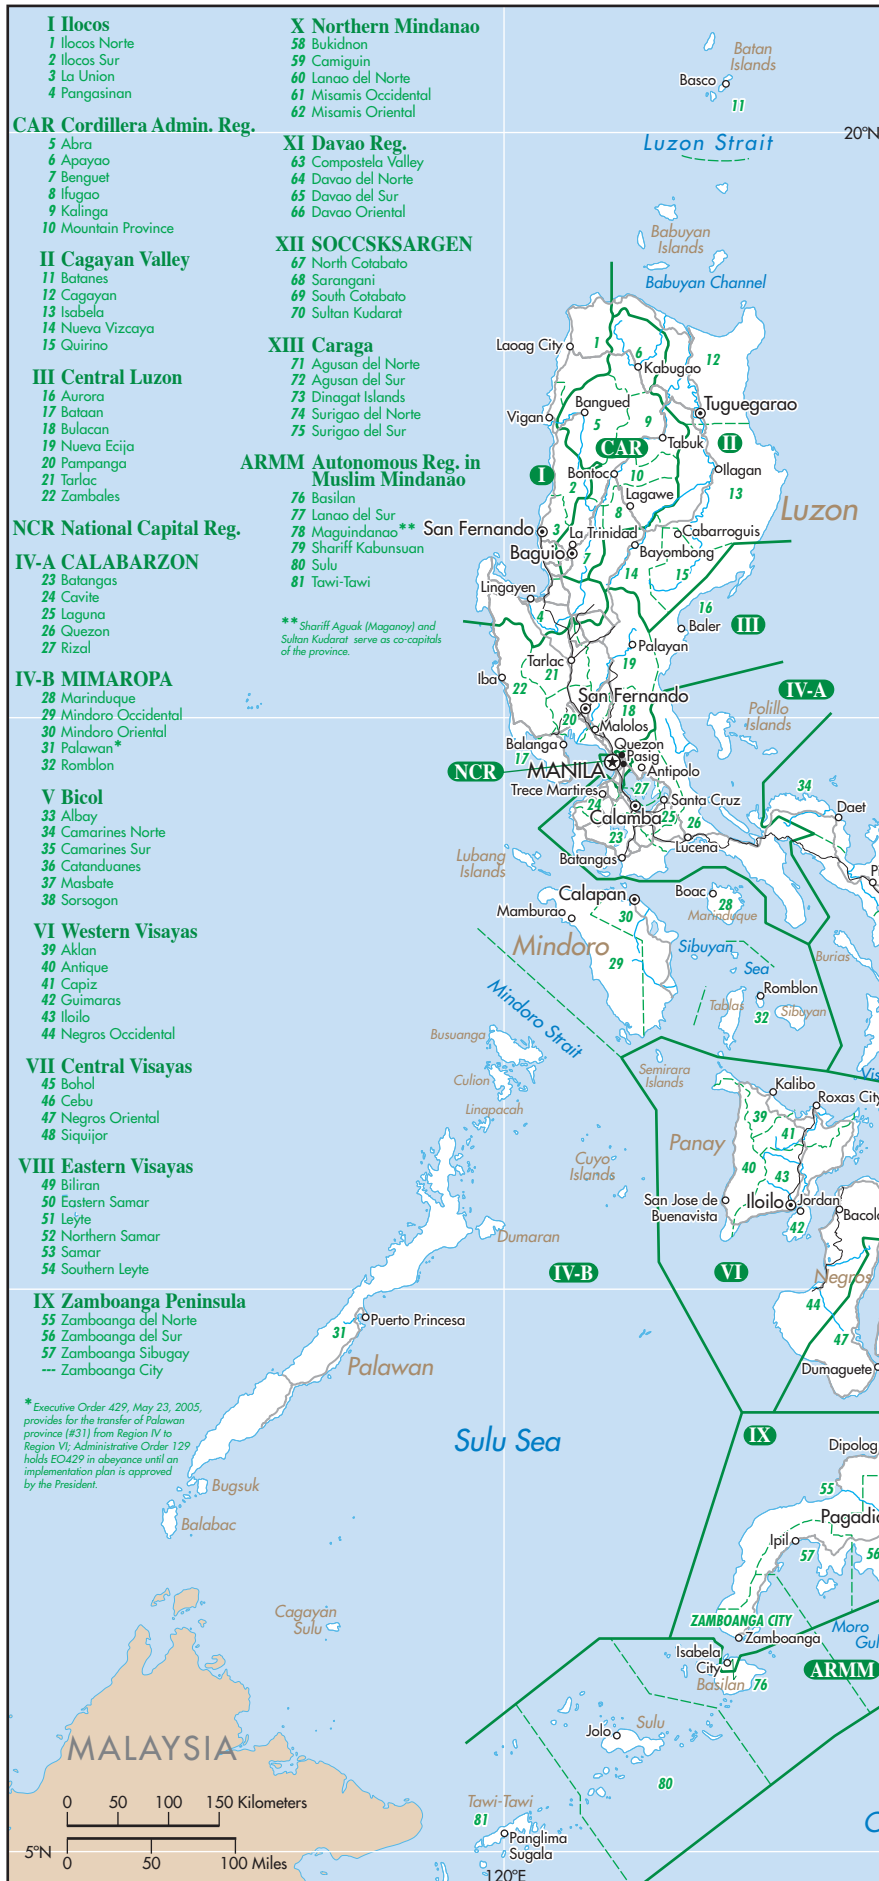 I Ilocos
1 Ilocos Norte
2 Ilocos Sur
3 La Union
4 Pangasinan
CAR Cordillera Admin. Reg.
5 Abra
6 Apayao
7 Benguet
8 Ifugao
9 Kalinga
10 Mountain Province
II Cagayan Valley
11 Batanes
12 Cagayan
13 Isabela
14 Nueva Vizcaya
15 Quirino
III Central Luzon
16 Aurora
17 Bataan
18 Bulacan
19 Nueva Ecija
20 Pampanga
21 Tarlac
22 Zambales
NCR National Capital Reg.
IV-A CALABARZON
23 Batangas
24 Cavite
25 Laguna
26 Quezon
27 Rizal
IV-B MIMAROPA
28 Marinduque
29 Mindoro Occidental
30 Mindoro Oriental
31 Palawan*
32 Romblon
V Bicol
33 Albay
34 Camarines Norte
35 Camarines Sur
36 Catanduanes
37 Masbate
38 Sorsogon
VI Western Visayas
39 Aklan
40 Antique
41 Capiz
42 Guimaras
43 Iloilo
44 Negros Occidental
VII Central Visayas
45 Bohol
46 Cebu
47 Negros Oriental
48 Siquijor
VIII Eastern Visayas
49 Biliran
50 Eastern Samar
51 Leyte
52 Northern Samar
53 Samar
54 Southern Leyte
IX Zamboanga Peninsula
55 Zamboanga del Norte
56 Zamboanga del Sur
57 Zamboanga Sibugay
--- Zamboanga City
* Executive Order 429, May 23, 2005,
provides for the transfer of Palawan
province (#31) from Region IV to
Region VI; Administrative Order 129
holds EO429 in abeyance until an
implementation plan is approved
by the President.
X Northern Mindanao
58 Bukidnon
59 Camiguin
60 Lanao del Norte
61 Misamis Occidental
62 Misamis Oriental
XI Davao Reg.
63 Compostela Valley
64 Davao del Norte
65 Davao del Sur
66 Davao Oriental
XII SOCCSKSARGEN
67 North Cotabato
68 Sarangani
69 South Cotabato
70 Sultan Kudarat
XIII Caraga
71 Agusan del Norte
72 Agusan del Sur
73 Dinagat Islands
74 Surigao del Norte
75 Surigao del Sur
ARMM Autonomous Reg. in
Muslim Mindanao
76 Basilan
77 Lanao del Sur
78 Maguindanao**
79 Shariff Kabunsuan
80 Sulu
81 Tawi-Tawi
** Shariff Aguak (Maganoy) and
Sultan Kudarat serve as co-capitals
of the province.
Batan
Islands
Basco
11
20°N
Luzon Strait
Babuyan
Islands
Babuyan Channel
Laoag City
1
6
12
Kabugao
Bangued
Tuguegarao
Vigan
5
9
Tabuk
CAR
II
I
Bontoc
10
Ilagan
2
13
Lagawe
8
Luzon
San Fernando
3
La Trinidad
Cabarroguis
Baguio
7
Bayombong
14
15
Lingayen
4
16
Baler
III
Palayan
19
Tarlac
21
Iba
22
IV-A
San Fernando
18
20
Polillo
Islands
Malolos
Balanga
Quezon
17
Pasig
NCR
MANILA
Antipolo
34
Trece Martires
27
Santa Cruz
24
Daet
Calamba
25
26
23
Lucena
Lubang
Islands
Batangas
Calapan
Boac
28
Mamburao
30
Marinduque
Mindoro
Sibuyan
Sea
Burias
29
Mindoro Strait
Romblon
Tablas
32
Sibuyan
Busuanga
Semirara
Islands
Culion
Kalibo
Roxas City
Linapacan
39
41
Panay
Cuyo
Islands
40
43
San Jose de
Buenavista
Iloilo
Jordan
42
Dumaran
IV-B
VI
Negros
44
31
Puerto Princesa
47
Palawan
Dumaguete
Sulu Sea
IX
Bugsuk
55
Balabac
Ipil
57
56
Cagayan
Sulu
ZAMBOANGA CITY
Zamboanga
Moro
Isabela
City
ARMM
Basilan
76
Sulu
Jolo
MALAYSIA
80
0 50 100 150 Kilometers
Tawi-Tawi
81
Panglima
Sugala
5°N
0 50 100 Miles
120°E